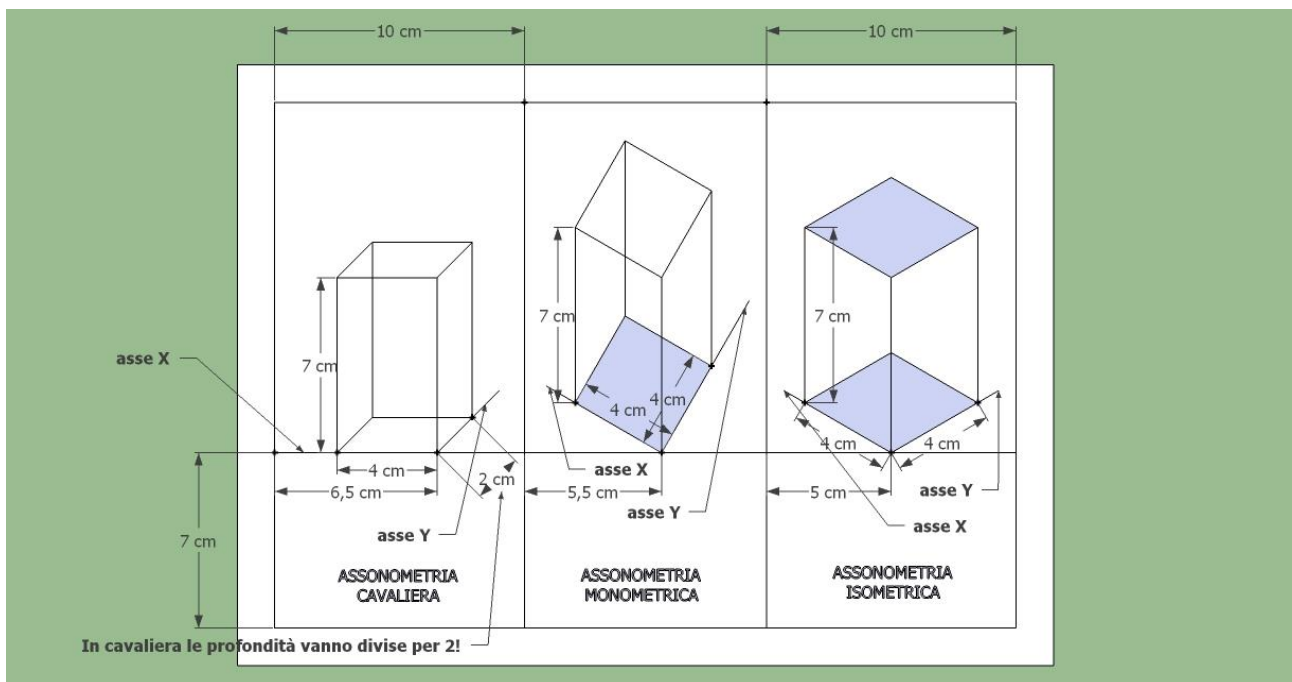 10 cm
10 cm
asse X
7 cm
7 cm
7 cm
4 cm
4 cm
4 cm
4 cm
4 cm
2 cm
6,5 cm
asse X
5,5 cm
asse Y
5 cm
asse Y
asse X
asse Y
7 cm
ASSONOMETRIA
CAVALIERA
ASSONOMETRIA
MONOMETRICA
ASSONOMETRIA
ISOMETRICA
In cavaliera le profondità vanno divise per 2!